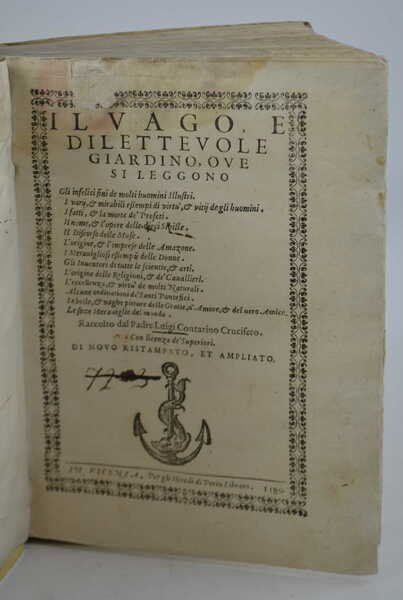 IL VAGO, E
DILETTEVOLE
GIARDINO, OVE
SI LEGGONO
Gli infelici fini de molti huomini Illustri.
I varij, & mirabili essempi di virtù, & vitij degli huomini.
I fatti, & la morte de' Profeti.
Il nome, & l'opere delle dieci Sibille.
Il Discorso delle Muse.
L'origine, & l'imprese delle Amazone.
I Meravigliosi essempij delle Donne.
Gli Inventori de tutte le scientie, & arti.
L'origine delle Religioni, & de' Cavallieri.
L'eccellenza, & virtù de molti Naturali.
Alcune ordinationi de' Santi Pontefici.
Le belle, & vaghe pitture delle Gratie, d'Amore, & del vero Amico.
Le sette Meraviglie del mondo.
Raccolto dal Padre Luigi Contarino Crucifero.
Con licenza de' Superiori.
DI NOVO RISTAMPATO, ET AMPLIATO.
IN VICENZA, Per gli Heredi di Perin Libraro.